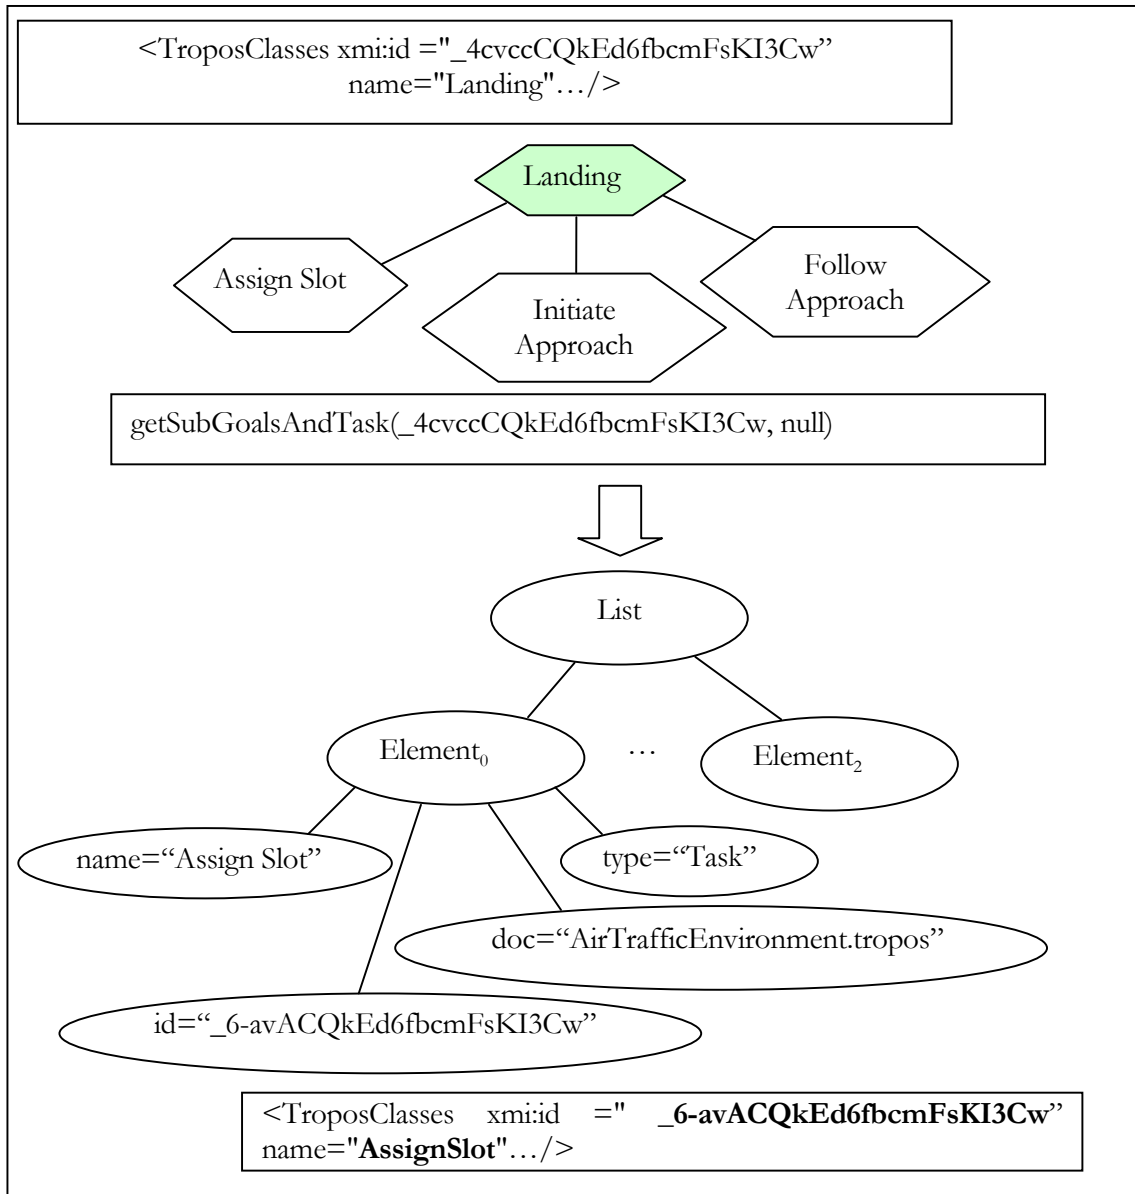 <TroposClasses xmi:id ="_4cvccCQkEd6fbcmFsKI3Cw”
name="Landing"…/>
Landing
Assign Slot
Initiate
Approach
Follow
Approach
getSubGoalsAndTask(_4cvccCQkEd6fbcmFsKI3Cw, null)
List
Element₀
…
Element₂
name=“Assign Slot”
type=“Task”
doc=“AirTrafficEnvironment.tropos”
id=“_6-avACQkEd6fbcmFsKI3Cw”
<TroposClasses xmi:id =" _6-avACQkEd6fbcmFsKI3Cw”
name="AssignSlot"…/>